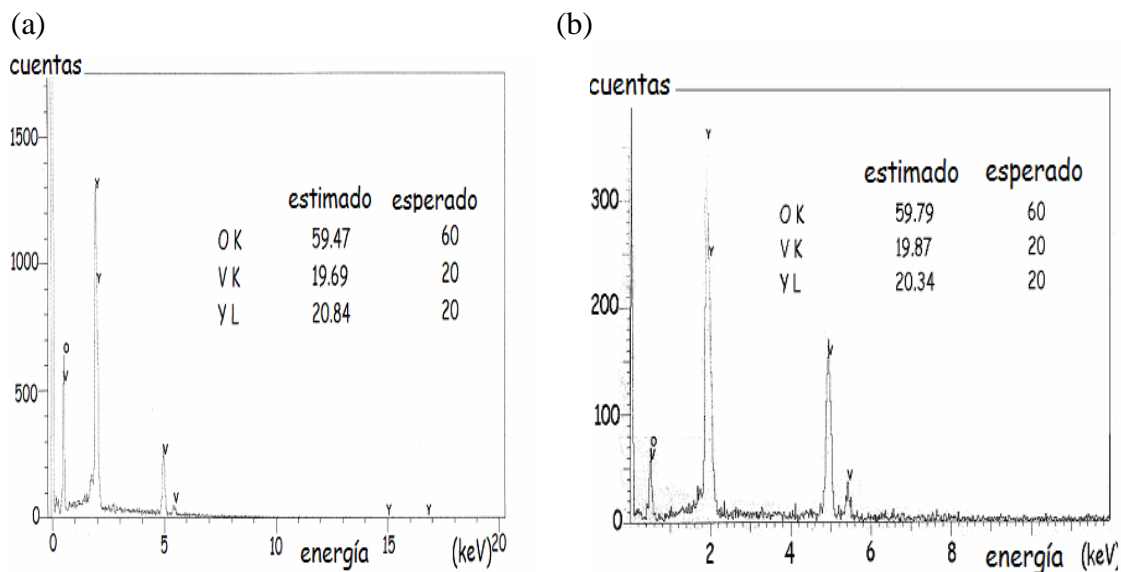 (a)
cuentas
1500
1000
500
0
Y
Y
O
V
V
V
Y
Y
estimado esperado
O K 59.47 60
V K 19.69 20
Y L 20.84 20
0 5 10 15 20
energía (keV)
(b)
cuentas
300
200
100
0
Y
Y
O
V
V
V
estimado esperado
O K 59.79 60
V K 19.87 20
Y L 20.34 20
2 4 6 8
energía (keV)